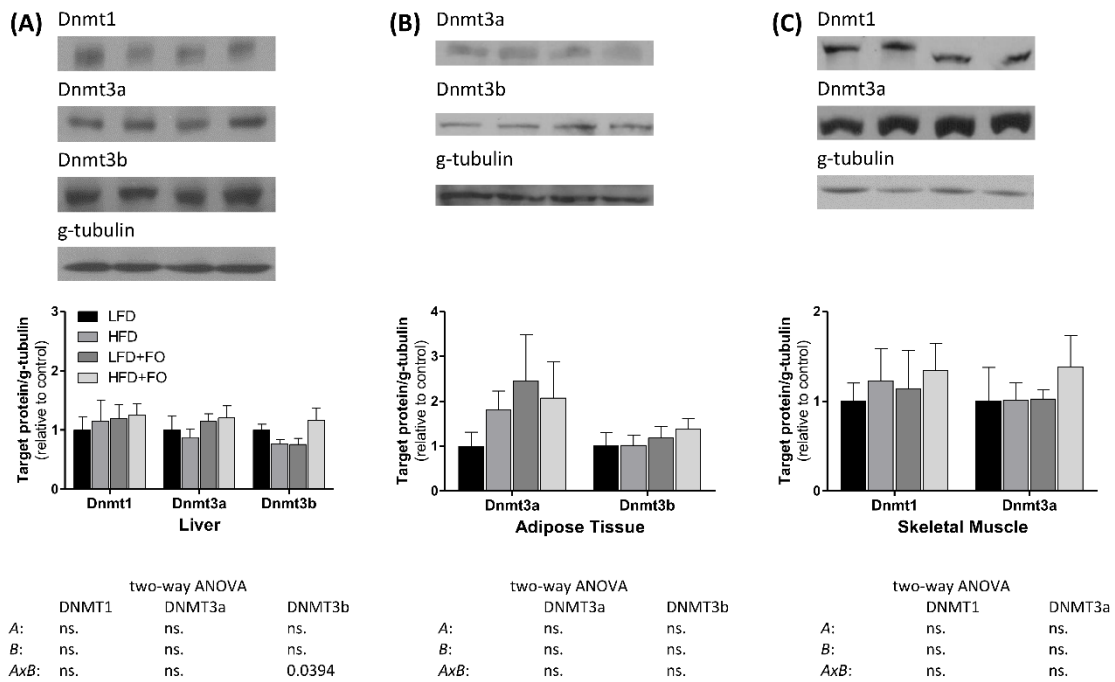 (A)
Dnmt1
Dnmt3a
Dnmt3b
g-tubulin
Target protein/g-tubulin
(relative to control)
3
2
1
0
LFD
HFD
LFD+FO
HFD+FO
Dnmt1 Dnmt3a Dnmt3b
Liver
two-way ANOVA
DNMT1 DNMT3a DNMT3b
A: ns. ns. ns.
B: ns. ns. ns.
AxB: ns. ns. 0.0394
(B)
Dnmt3a
Dnmt3b
g-tubulin
Target protein/g-tubulin
(relative to control)
4
3
2
1
0
Dnmt3a Dnmt3b
Adipose Tissue
two-way ANOVA
DNMT3a DNMT3b
A: ns. ns.
B: ns. ns.
AxB: ns. ns.
(C)
Dnmt1
Dnmt3a
g-tubulin
Target protein/g-tubulin
(relative to control)
2
1
0
Dnmt1 Dnmt3a
Skeletal Muscle
two-way ANOVA
DNMT1 DNMT3a
A: ns. ns.
B: ns. ns.
AxB: ns. ns.